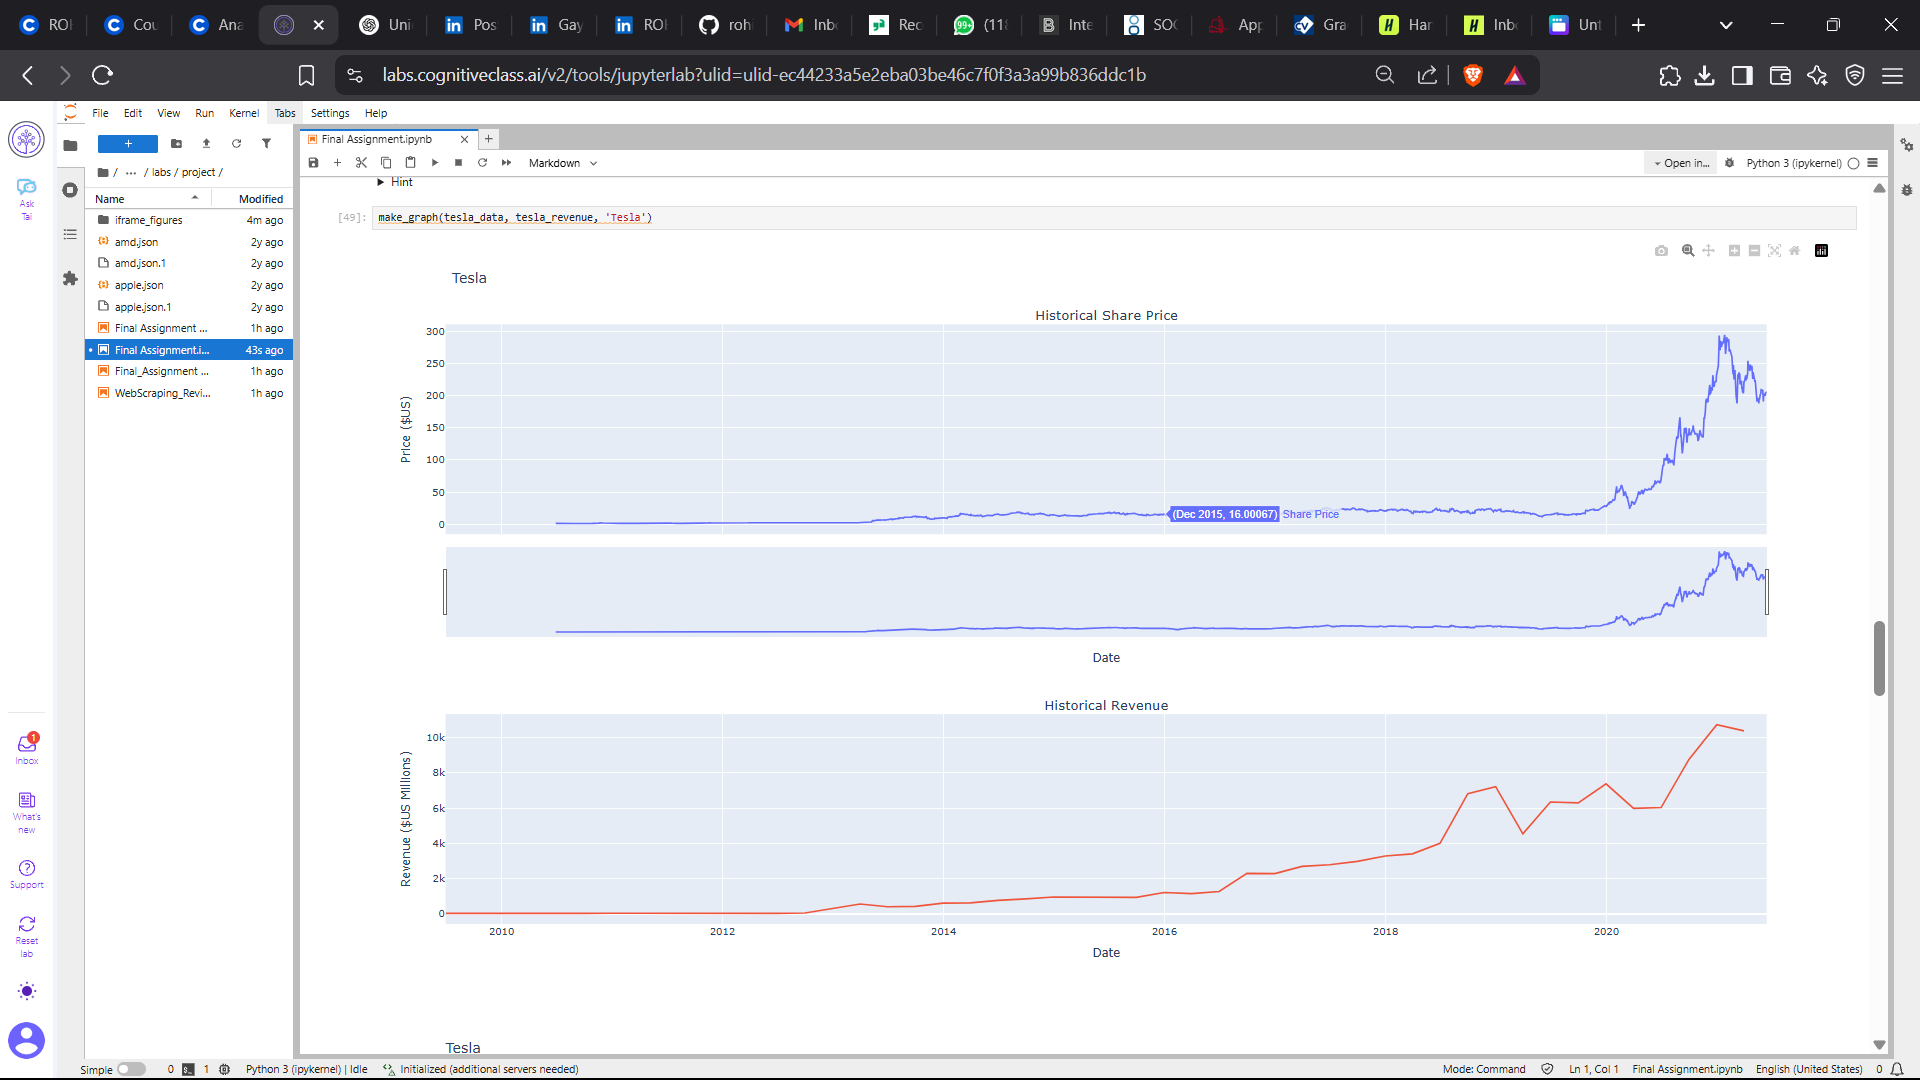 ROI
Cou
Ana
Uni
Pos
Gay
ROI
rohi
Inbo
Rec
99+
(118
Inte
SOC
App
Gra
Har
Inbo
Unt
labs.cognitiveclass.ai/v2/tools/jupyterlab?ulid=ulid-ec44233a5e2eba03be46c7f0f3a3a99b836ddc1b
File Edit View Run Kernel Tabs Settings Help
Ask
Tai
Inbox
1
What's
new
Support
Reset
lab
/ ... / labs / project /
Name Modified
iframe_figures 4m ago
amd.json 2y ago
amd.json.1 2y ago
apple.json 2y ago
apple.json.1 2y ago
Final Assignment ... 1h ago
Final Assignment.i... 43s ago
Final_Assignment ... 1h ago
WebScraping_Revi... 1h ago
Final Assignment.ipynb
Markdown
Open in...
Python 3 (ipykernel)
Hint
[49]: make_graph(tesla_data, tesla_revenue, 'Tesla')
Tesla
Historical Share Price
Price ($US)
300
250
200
150
100
50
0
(Dec 2015, 16.00067) Share Price
Date
Historical Revenue
Revenue ($US Millions)
10k
8k
6k
4k
2k
0
2010 2012 2014 2016 2018 2020
Date
Tesla
Simple 0 1 Python 3 (ipykernel) | Idle Initialized (additional servers needed)
Mode: Command Ln 1, Col 1 Final Assignment.ipynb English (United States) 0